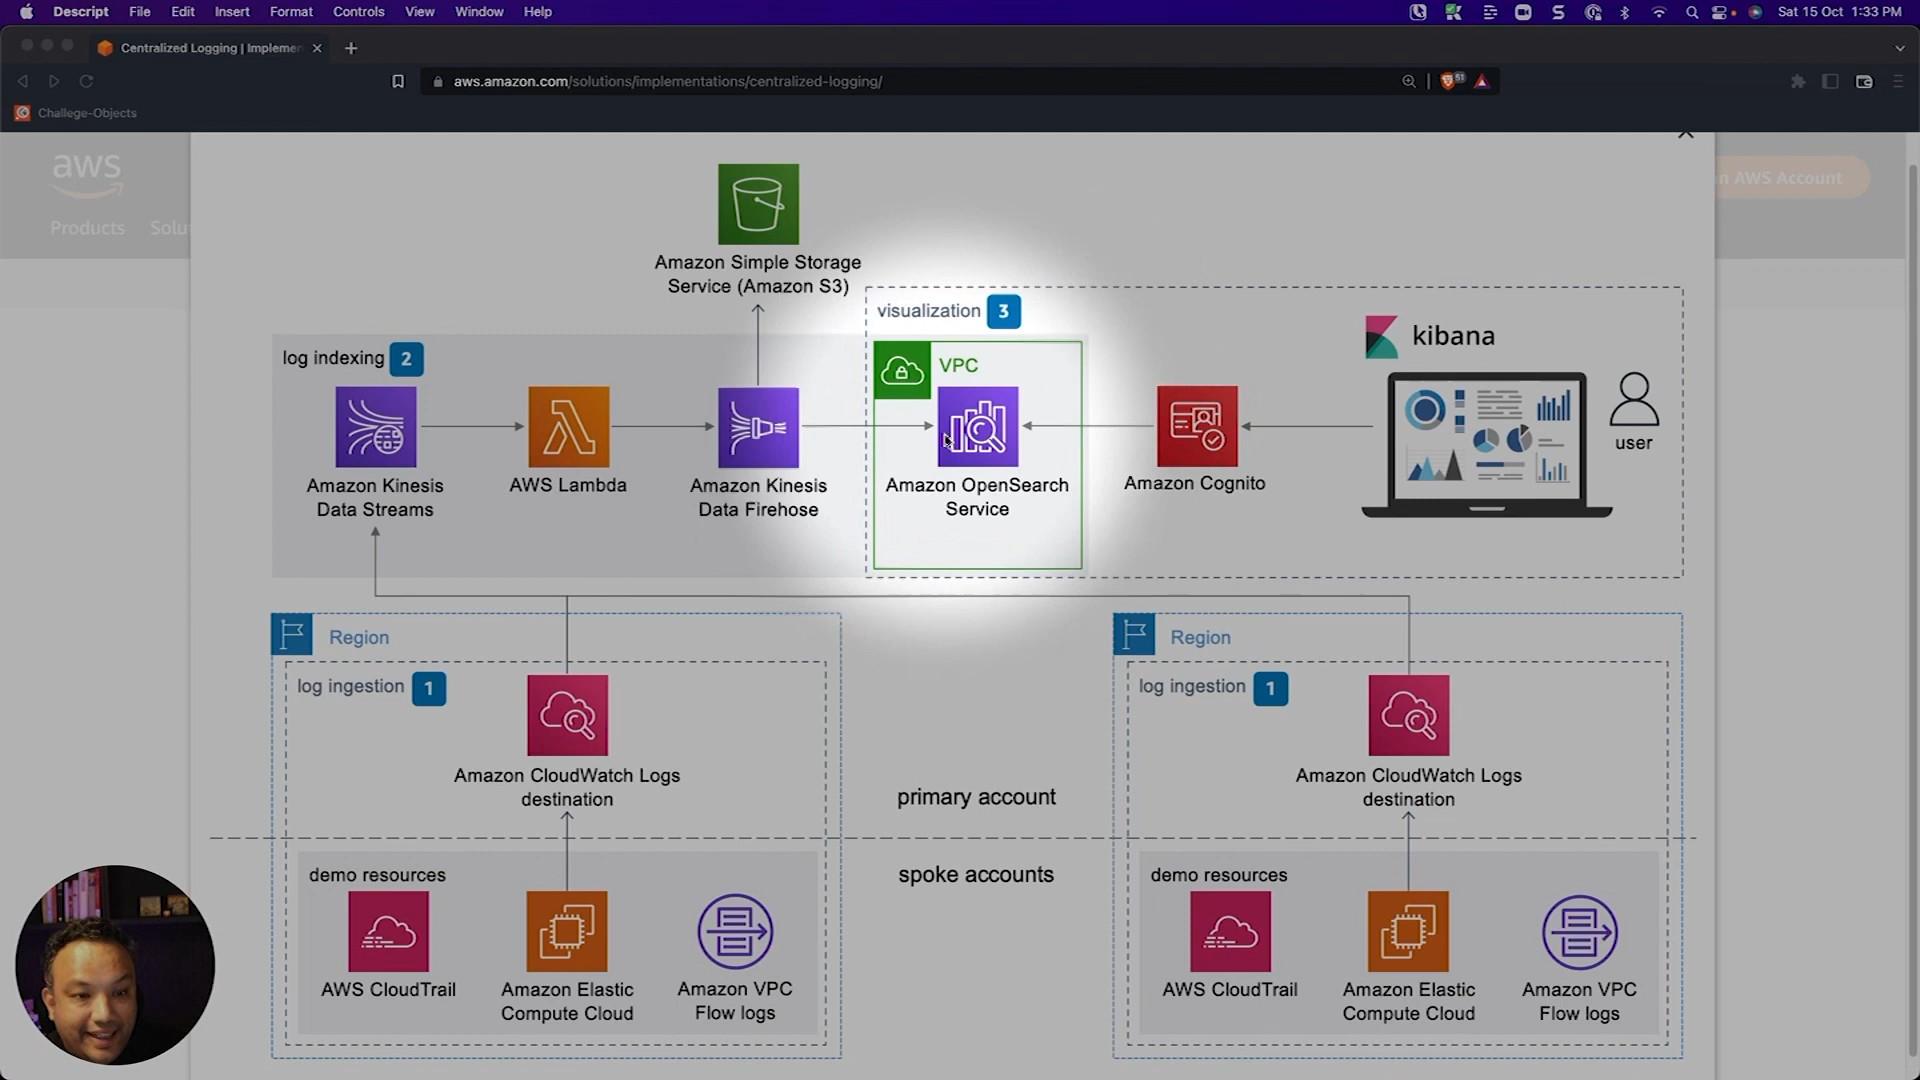 Descript File Edit Insert Format Controls View Window Help
Sat 15 Oct 1:33 PM
Centralized Logging | Implemen
aws.amazon.com/solutions/implementations/centralized-logging/
51
Challege-Objects
aws
n AWS Account
Products Solu
Amazon Simple Storage
Service (Amazon S3)
visualization 3
kibana
log indexing 2
VPC
user
Amazon Kinesis
Data Streams
AWS Lambda
Amazon Kinesis
Data Firehose
Amazon OpenSearch
Service
Amazon Cognito
Region
Region
log ingestion 1
log ingestion 1
Amazon CloudWatch Logs
destination
Amazon CloudWatch Logs
destination
primary account
spoke accounts
demo resources
demo resources
AWS CloudTrail
Amazon Elastic
Compute Cloud
Amazon VPC
Flow logs
AWS CloudTrail
Amazon Elastic
Compute Cloud
Amazon VPC
Flow logs